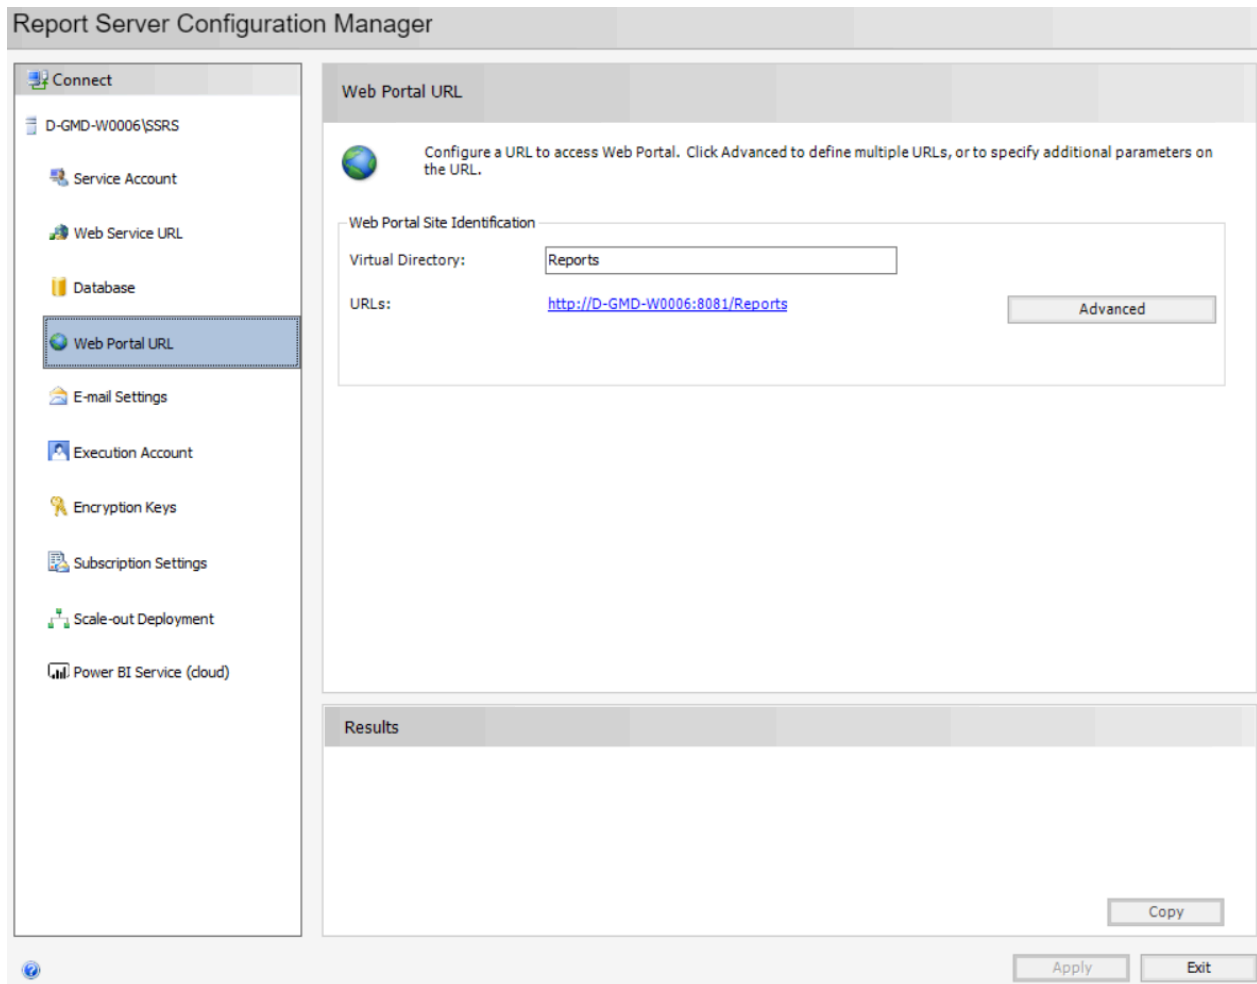 Report Server Configuration Manager
Connect
D-GMD-W0006\SSRS
Service Account
Web Service URL
Database
Web Portal URL
E-mail Settings
Execution Account
Encryption Keys
Subscription Settings
Scale-out Deployment
Power BI Service (cloud)
Web Portal URL
Configure a URL to access Web Portal. Click Advanced to define multiple URLs, or to specify additional parameters on
the URL.
Web Portal Site Identification
Virtual Directory:
Reports
URLs:
http://D-GMD-W0006:8081/Reports
Advanced
Results
Copy
Apply
Exit